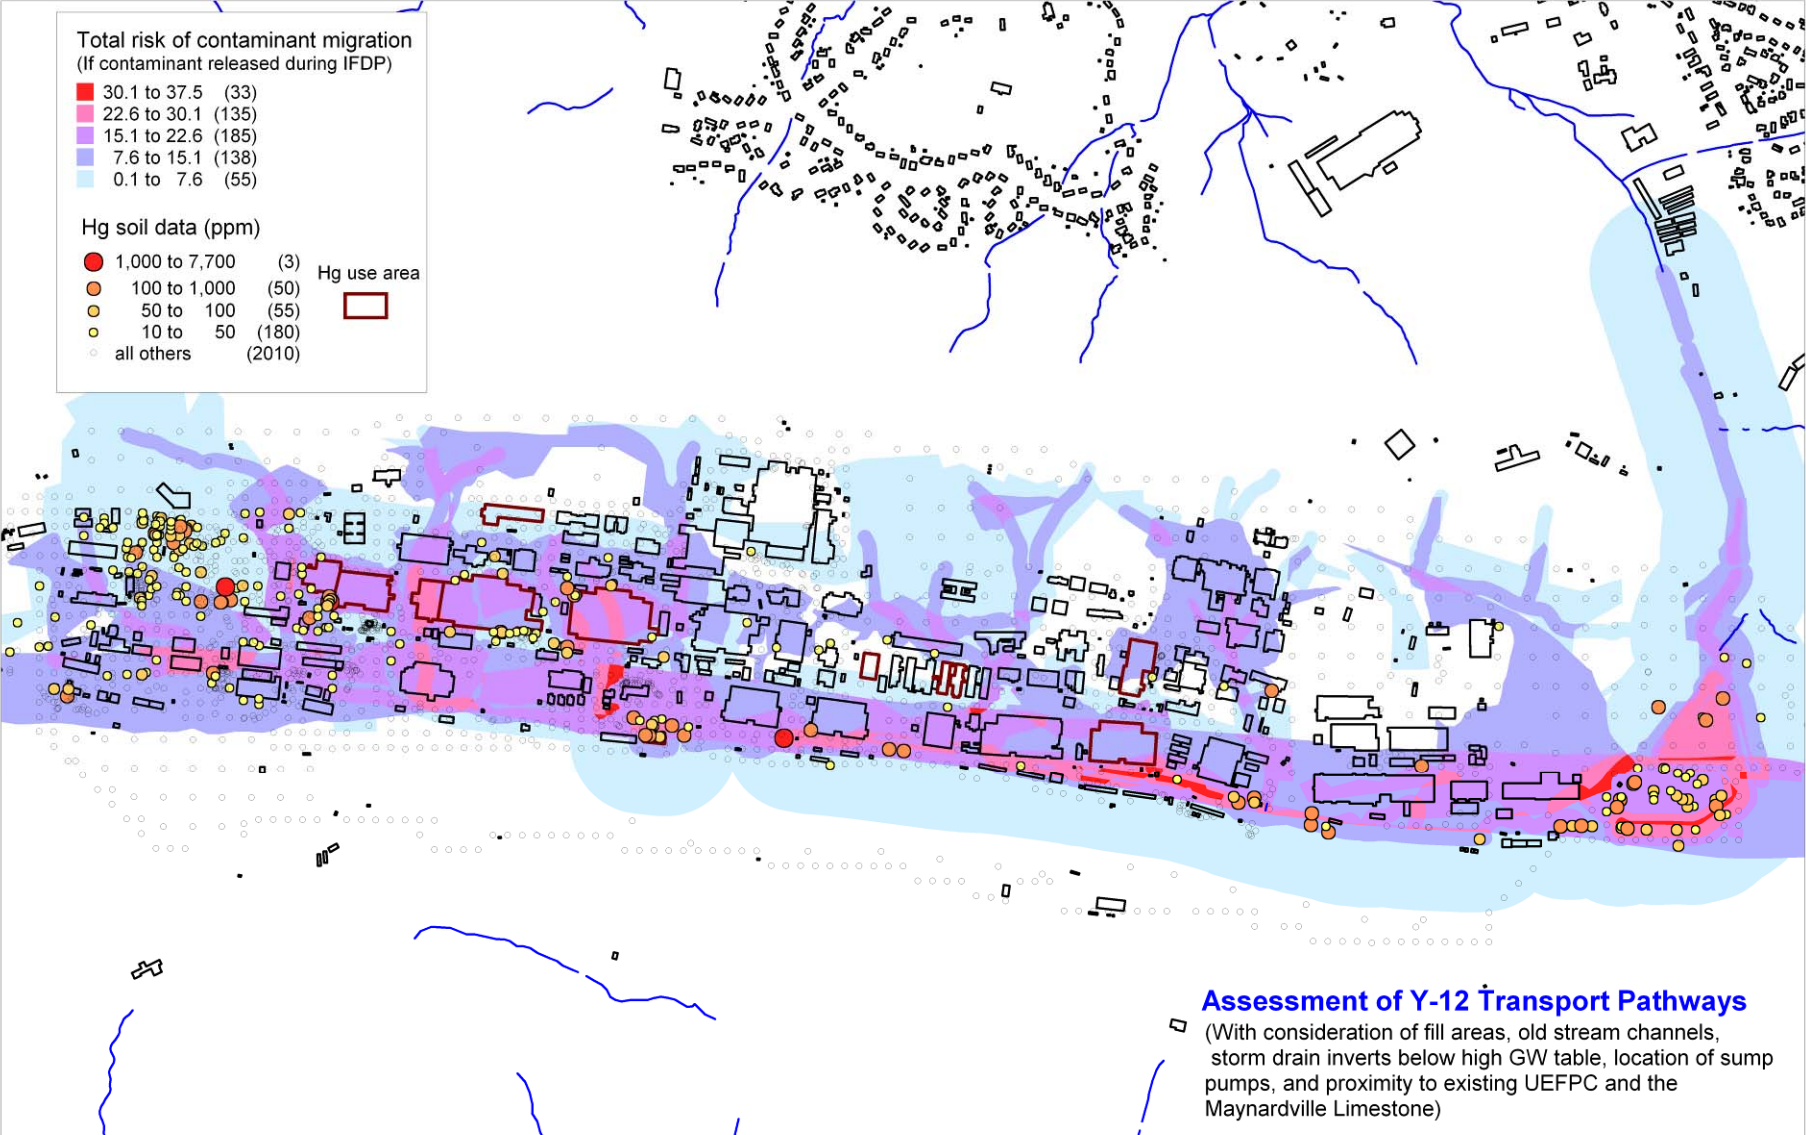 Total risk of contaminant migration
(If contaminant released during IFDP)
30.1 to 37.5 (33)
22.6 to 30.1 (135)
15.1 to 22.6 (185)
7.6 to 15.1 (138)
0.1 to 7.6 (55)
Hg soil data (ppm)
1,000 to 7,700 (3)
100 to 1,000 (50)
50 to 100 (55)
10 to 50 (180)
all others (2010)
Hg use area
Assessment of Y-12 Transport Pathways
(With consideration of fill areas, old stream channels,
storm drain inverts below high GW table, location of sump
pumps, and proximity to existing UEFPC and the
Maynardville Limestone)